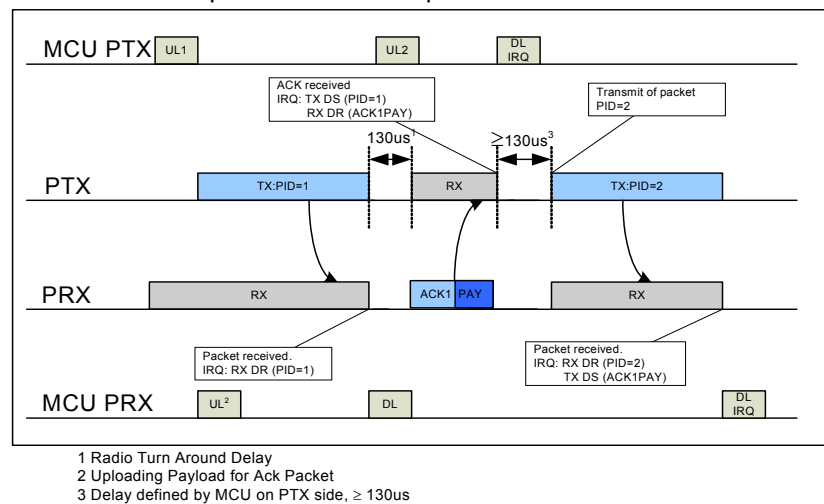 MCU PTX
UL1
UL2
DL
IRQ
ACK received
IRQ: TX DS (PID=1)
RX DR (ACK1PAY)
Transmit of packet
PID=2
130us1
≥130us3
PTX
TX:PID=1
RX
TX:PID=2
PRX
RX
ACK1 PAY
RX
Packet received.
IRQ: RX DR (PID=1)
Packet received.
IRQ: RX DR (PID=2)
TX DS (ACK1PAY)
MCU PRX
UL2
DL
DL
IRQ
1 Radio Turn Around Delay
2 Uploading Payload for Ack Packet
3 Delay defined by MCU on PTX side, ≥ 130us